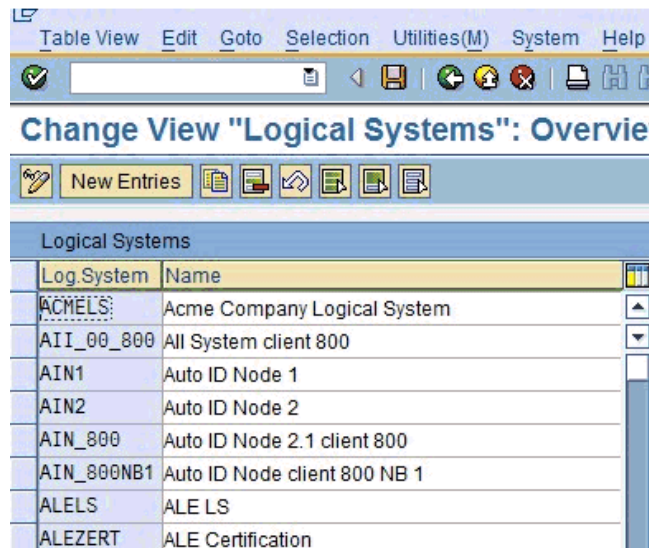 Table View Edit Goto Selection Utilities(M) System Help
Change View "Logical Systems": Overvie
New Entries
Logical Systems
Log.System Name
ACMELS Acme Company Logical System
AII_00_800 All System client 800
AIN1 Auto ID Node 1
AIN2 Auto ID Node 2
AIN_800 Auto ID Node 2.1 client 800
AIN_800NB1 Auto ID Node client 800 NB 1
ALELS ALE LS
ALEZERT ALE Certification